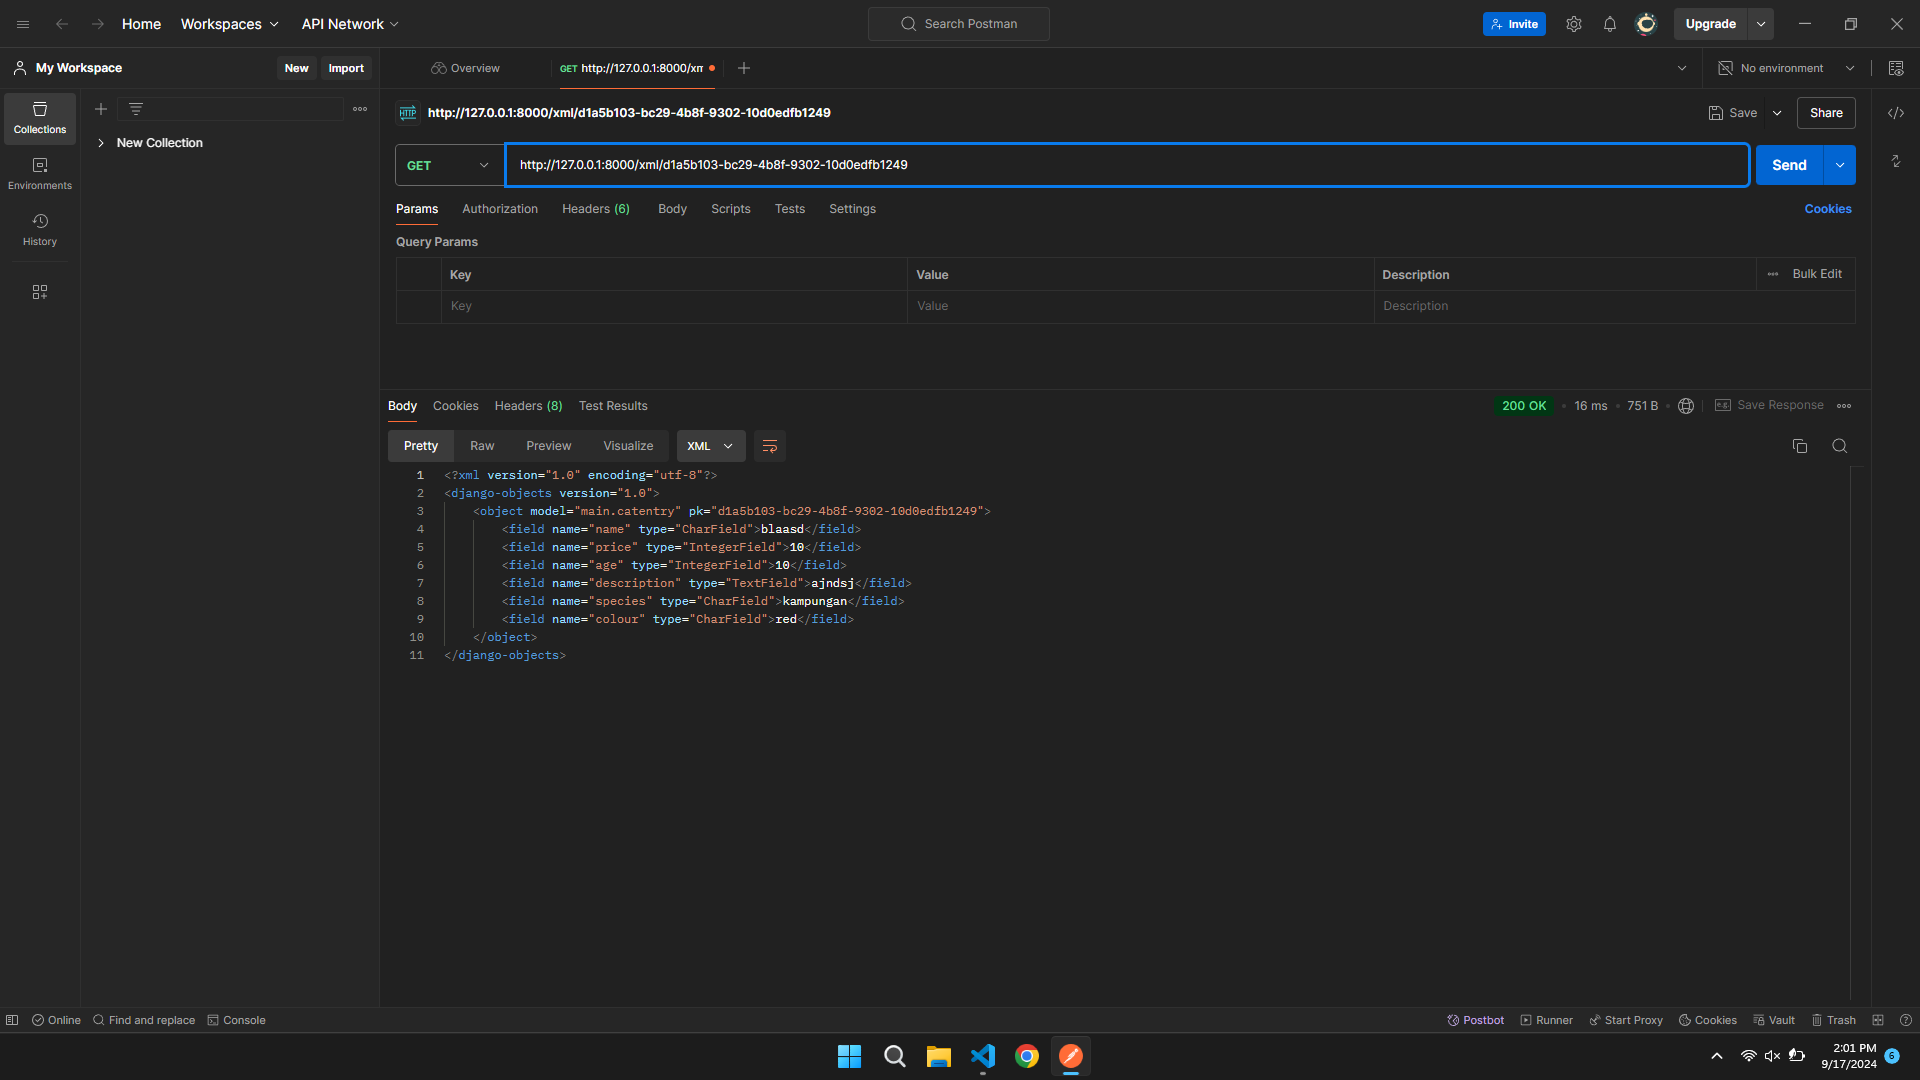 Home Workspaces API Network Search Postman Invite Upgrade
My Workspace New Import Overview GET http://127.0.0.1:8000/xm No environment
Collections
New Collection
Environments
History
HTTP http://127.0.0.1:8000/xml/d1a5b103-bc29-4b8f-9302-10d0edfb1249 Save Share
GET http://127.0.0.1:8000/xml/d1a5b103-bc29-4b8f-9302-10d0edfb1249 Send
Params Authorization Headers (6) Body Scripts Tests Settings Cookies
Query Params
Key Value Description Bulk Edit
Key Value Description
Body Cookies Headers (8) Test Results 200 OK 16 ms 751 B e.g. Save Response
Pretty Raw Preview Visualize XML
1 <?xml version="1.0" encoding="utf-8"?>
2 <django-objects version="1.0">
3 <object model="main.catentry" pk="d1a5b103-bc29-4b8f-9302-10d0edfb1249">
4 <field name="name" type="CharField">blaasd</field>
5 <field name="price" type="IntegerField">10</field>
6 <field name="age" type="IntegerField">10</field>
7 <field name="description" type="TextField">ajndsj</field>
8 <field name="species" type="CharField">kampungan</field>
9 <field name="colour" type="CharField">red</field>
10 </object>
11 </django-objects>
Online Find and replace Console Postbot Runner Start Proxy Cookies Vault Trash
2:01 PM
9/17/2024 6